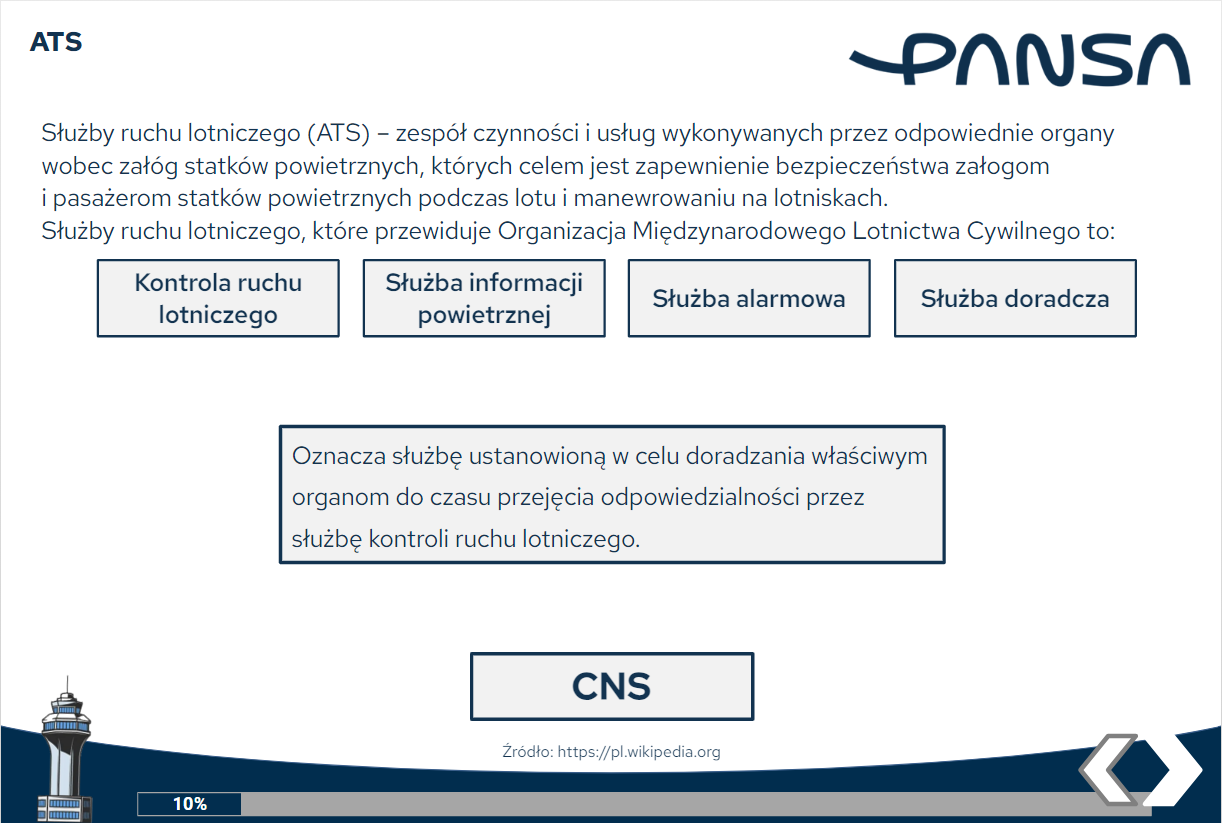 ATS
PANSA
Służby ruchu lotniczego (ATS) – zespół czynności i usług wykonywanych przez odpowiednie organy
wobec załóg statków powietrznych, których celem jest zapewnienie bezpieczeństwa załogom
i pasażerom statków powietrznych podczas lotu i manewrowaniu na lotniskach.
Służby ruchu lotniczego, które przewiduje Organizacja Międzynarodowego Lotnictwa Cywilnego to:
Kontrola ruchu
lotniczego
Służba informacji
powietrznej
Służba alarmowa
Służba doradcza
Oznacza służbę ustanowioną w celu doradzania właściwym
organom do czasu przejęcia odpowiedzialności przez
służbę kontroli ruchu lotniczego.
CNS
Źródło: https://pl.wikipedia.org
10%